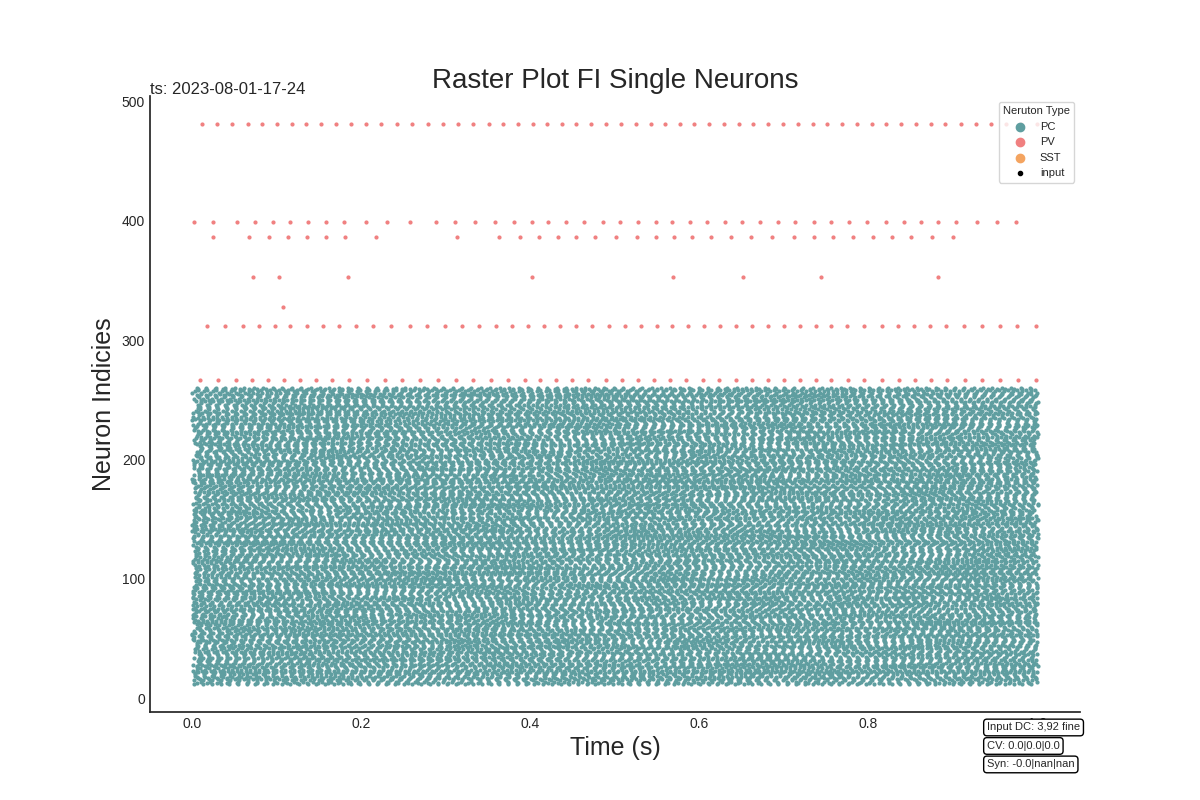 Raster Plot FI Single Neurons
ts: 2023-08-01-17-24
Neruton Type
PC
PV
SST
input
Neuron Indicies
500
400
300
200
100
0
0.0
0.2
0.4
0.6
0.8
Time (s)
Input DC: 3,92 fine
CV: 0.0|0.0|0.0
Syn: -0.0|nan|nan